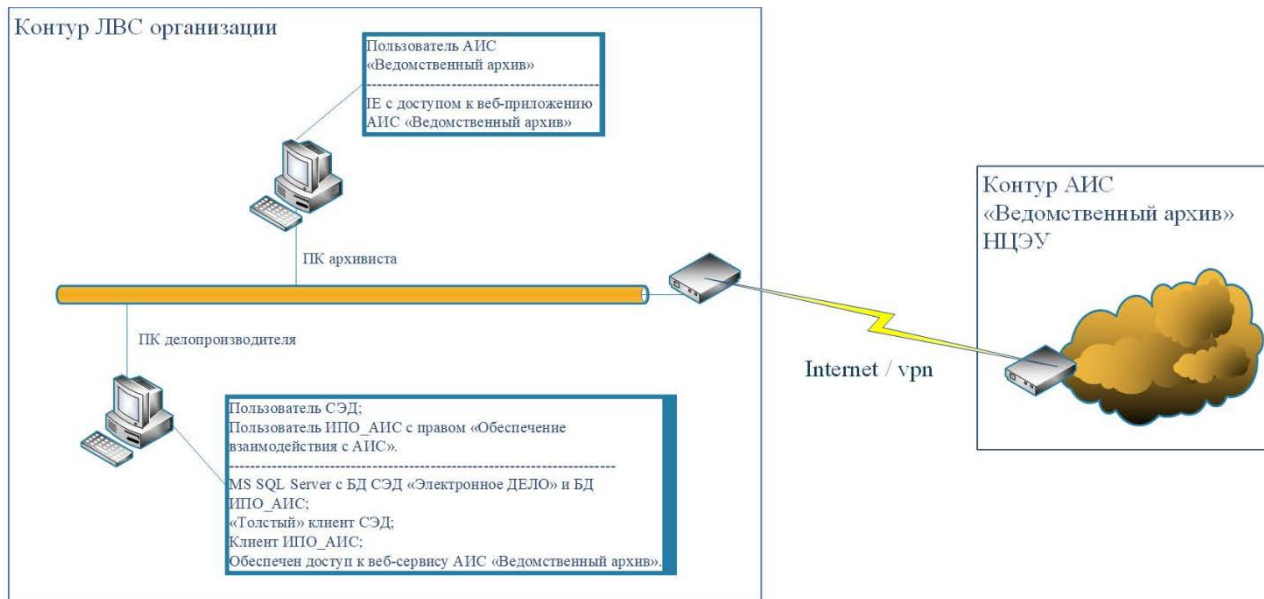 Контур ЛВС организации
Пользователь АИС
«Ведомственный архив»
------------------------------------------
IE с доступом к веб-приложению
АИС «Ведомственный архив»
ПК архивиста
Контур АИС
«Ведомственный архив»
НЦЭУ
ПК делопроизводителя
Internet / vpn
Пользователь СЭД;
Пользователь ИПО_АИС с правом «Обеспечение
взаимодействия с АИС».
--------------------------------------------------------------------
MS SQL Server с БД СЭД «Электронное ДЕЛО» и БД
ИПО_АИС;
«Толстый» клиент СЭД;
Клиент ИПО_АИС;
Обеспечен доступ к веб-сервису АИС «Ведомственный архив».